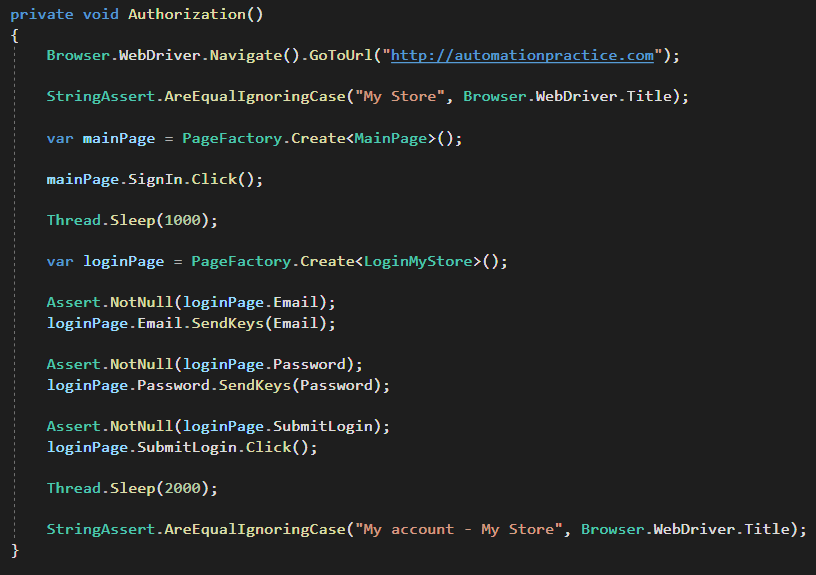 private void Authorization()
{
Browser.WebDriver.Navigate().GoToUrl("http://automationpractice.com");
StringAssert.AreEqualIgnoringCase("My Store", Browser.WebDriver.Title);
var mainPage = PageFactory.Create<MainPage>();
mainPage.SignIn.Click();
Thread.Sleep(1000);
var loginPage = PageFactory.Create<LoginMyStore>();
Assert.NotNull(loginPage.Email);
loginPage.Email.SendKeys(Email);
Assert.NotNull(loginPage.Password);
loginPage.Password.SendKeys(Password);
Assert.NotNull(loginPage.SubmitLogin);
loginPage.SubmitLogin.Click();
Thread.Sleep(2000);
StringAssert.AreEqualIgnoringCase("My account - My Store", Browser.WebDriver.Title);
}